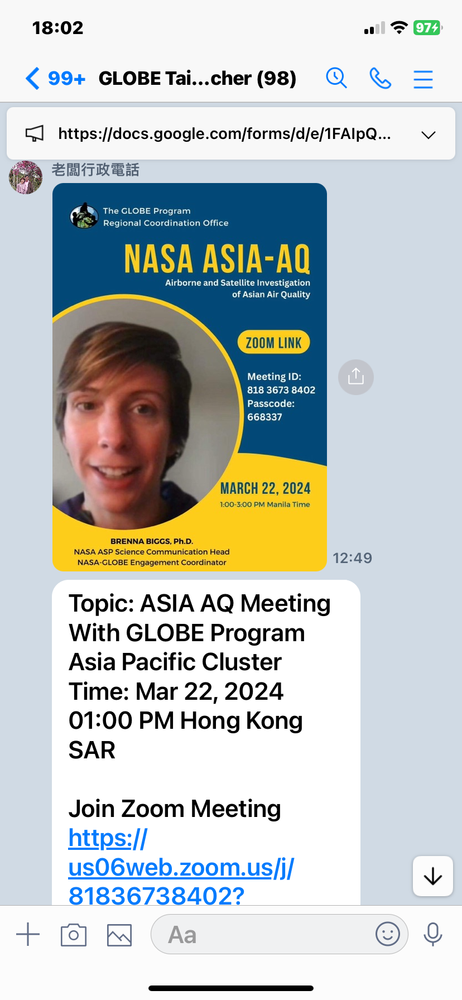 18:02
97
99+
GLOBE Tai...cher (98)
https://docs.google.com/forms/d/e/1FAIpQ...
老闆行政電話
The GLOBE Program
Regional Coordination Office
NASA ASIA-AQ
Airborne and Satellite Investigation
of Asian Air Quality
ZOOM LINK
Meeting ID:
818 3673 8402
Passcode:
668337
MARCH 22, 2024
1:00-3:00 PM Manila Time
BRENNA BIGGS, Ph.D.
NASA ASP Science Communication Head
NASA-GLOBE Engagement Coordinator
12:49
Topic: ASIA AQ Meeting
With GLOBE Program
Asia Pacific Cluster
Time: Mar 22, 2024
01:00 PM Hong Kong
SAR
Join Zoom Meeting
https://
us06web.zoom.us/j/
81836738402?
Aa